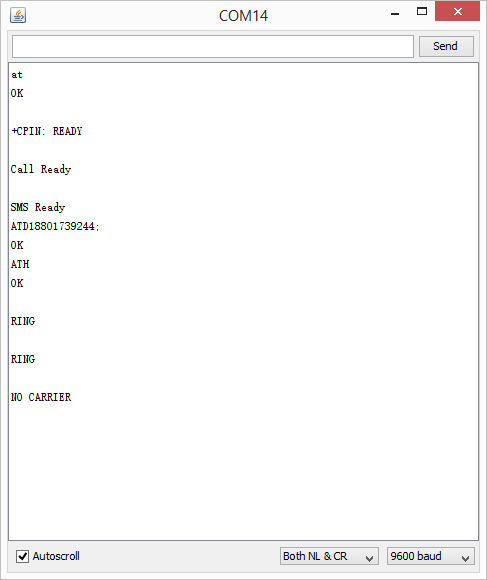 COM14
Send
at
OK
+CPIN: READY
Call Ready
SMS Ready
ATD18801739244;
OK
ATH
OK
RING
RING
NO CARRIER
Autoscroll
Both NL & CR
9600 baud